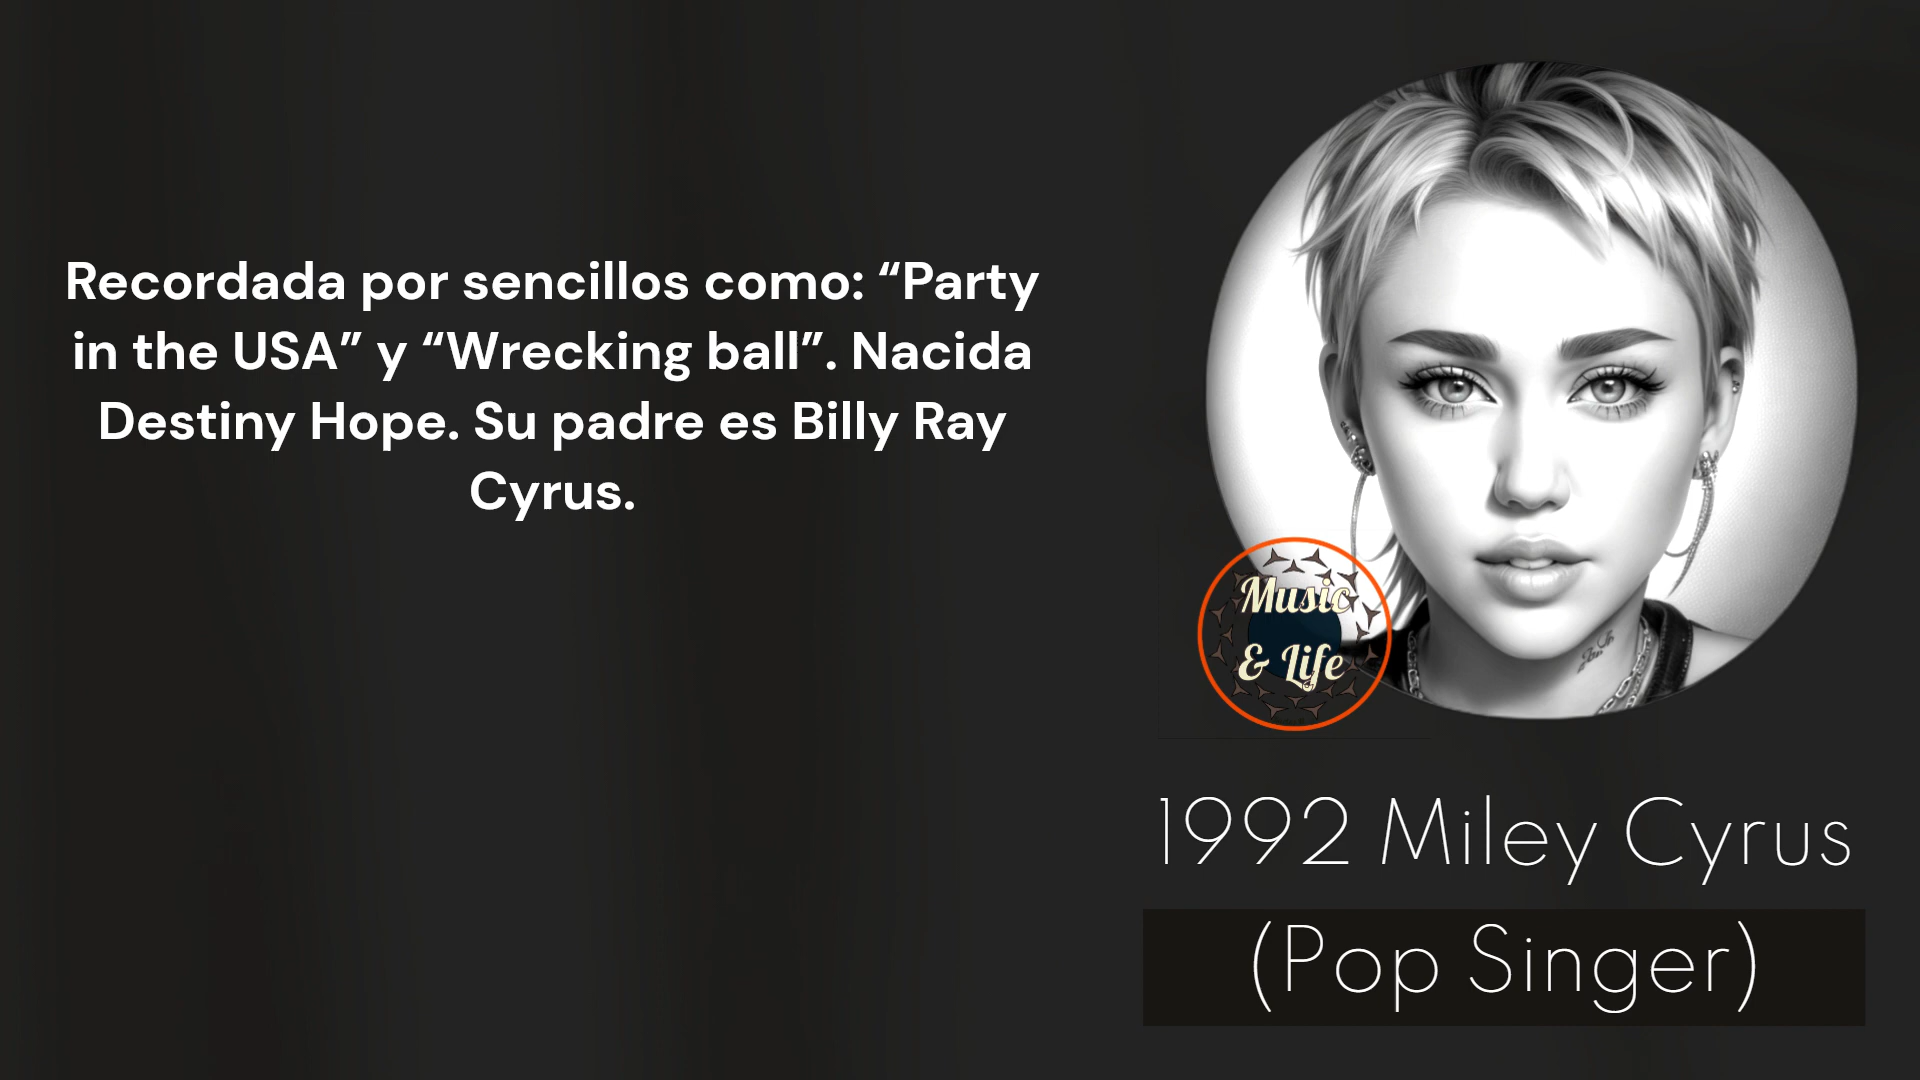 Recordada por sencillos como: “Party
in the USA” y “Wrecking ball”. Nacida
Destiny Hope. Su padre es Billy Ray
Cyrus.
Music
& Life
1992 Miley Cyrus
(Pop Singer)